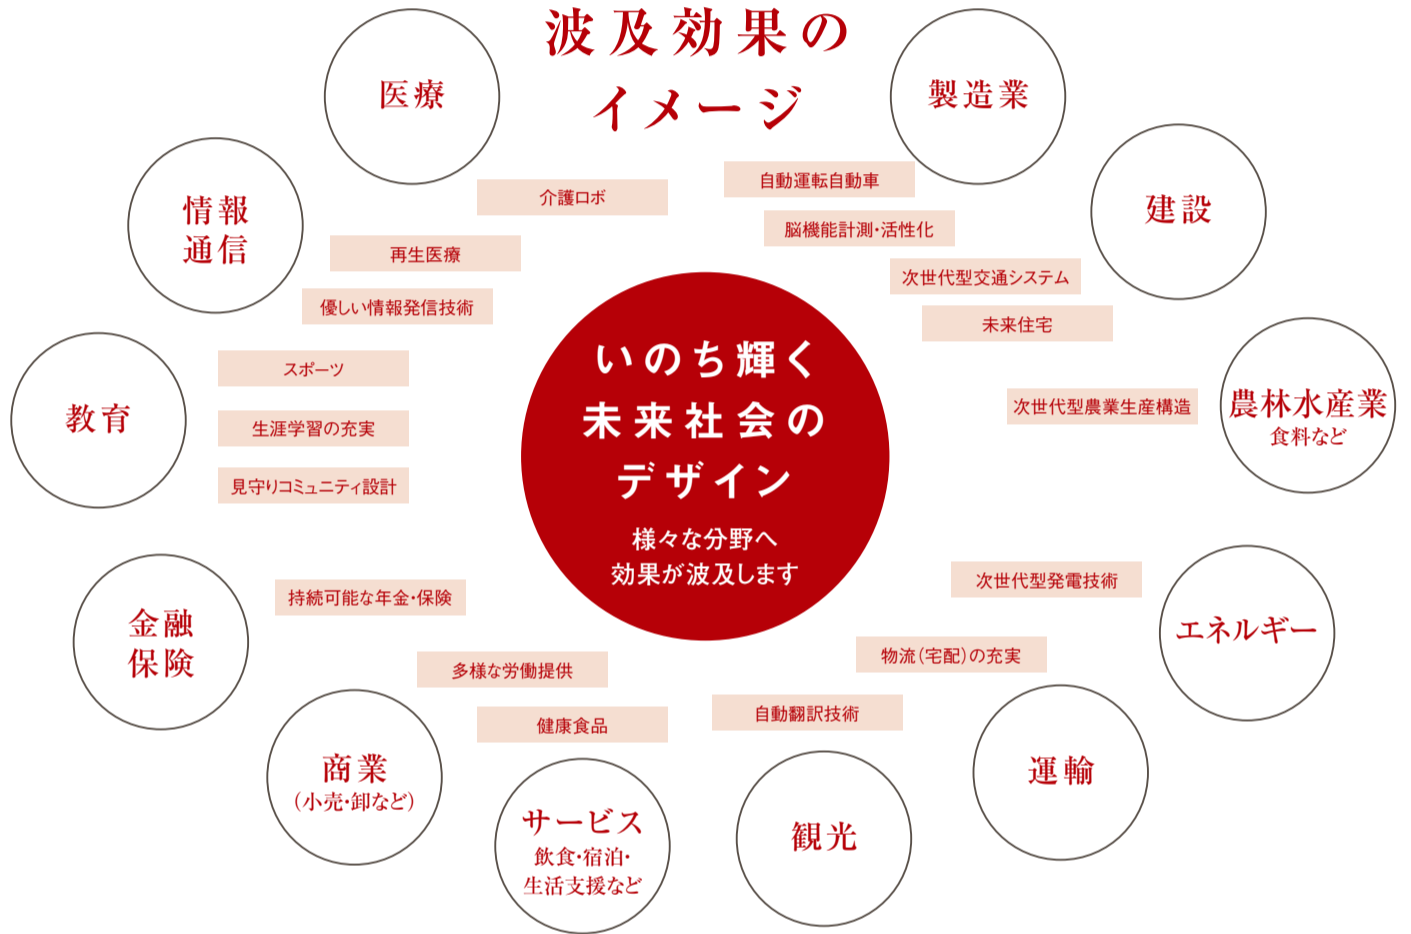 波及効果の
イメージ
医療
製造業
情報
通信
建設
教育
農林水産業
食料など
金融
保険
エネルギー
商業
（小売・卸など）
運輸
サービス
飲食・宿泊・
生活支援など
観光
介護ロボ
再生医療
優しい情報発信技術
スポーツ
生涯学習の充実
見守りコミュニティ設計
持続可能な年金・保険
多様な労働提供
健康食品
自動運転自動車
脳機能計測・活性化
次世代型交通システム
未来住宅
次世代型農業生産構造
次世代型発電技術
物流（宅配）の充実
自動翻訳技術
いのち輝く
未来社会の
デザイン
様々な分野へ
効果が波及します